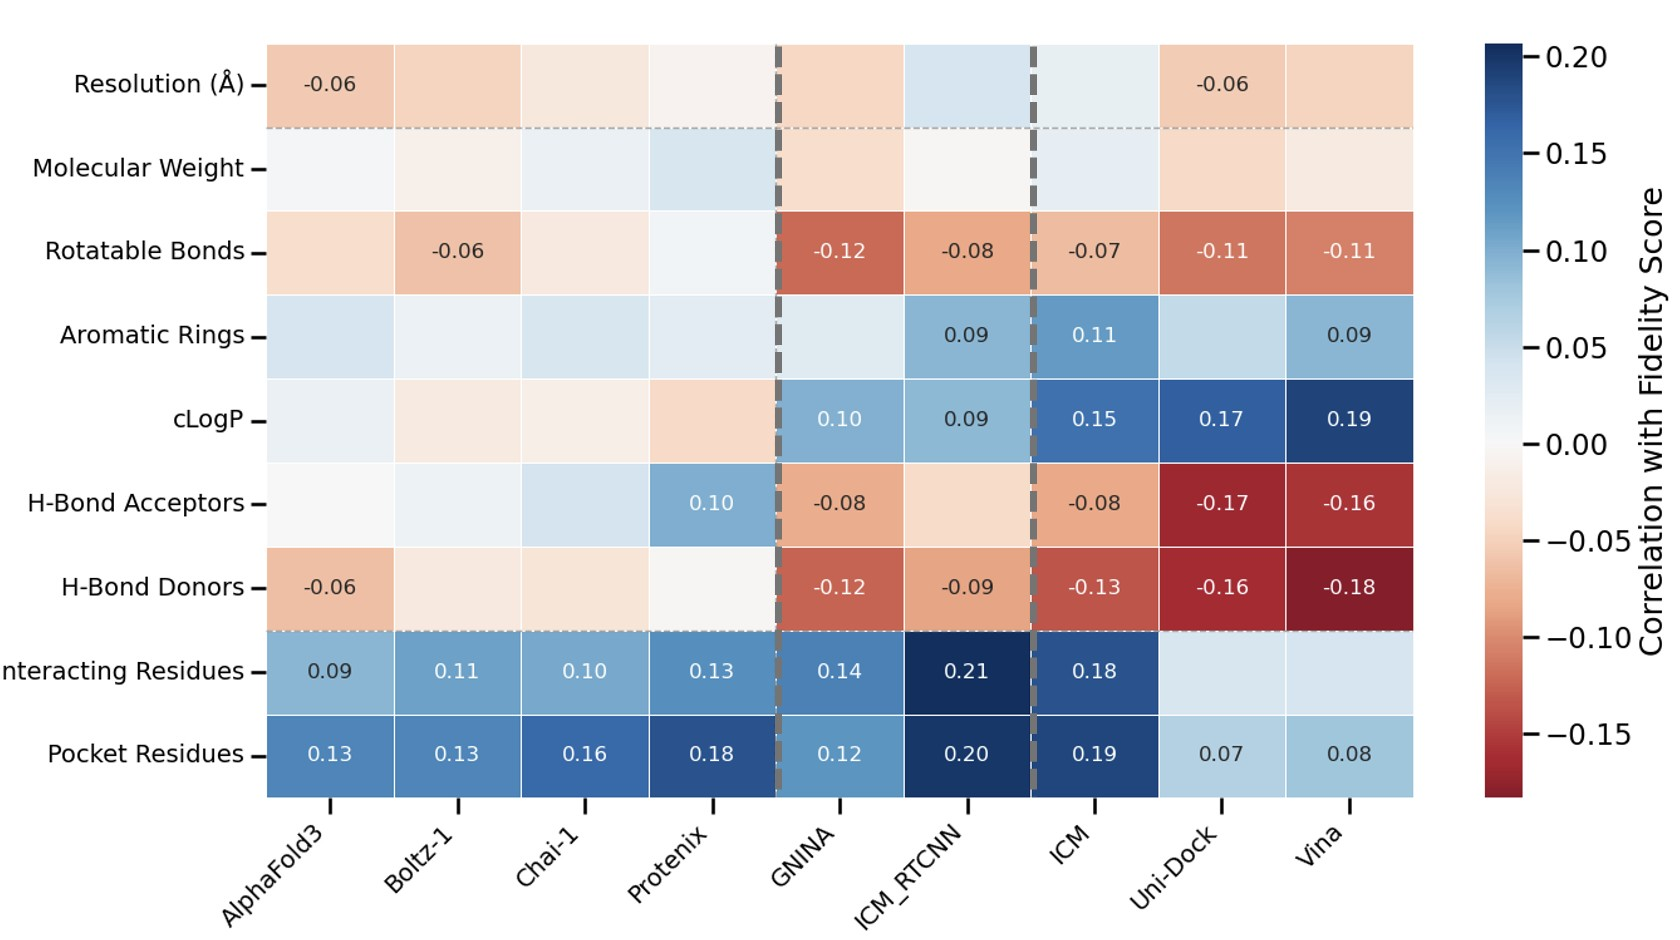 Resolution (Å) -0.06 -0.06
Molecular Weight
Rotatable Bonds -0.06 -0.12 -0.08 -0.07 -0.11 -0.11
Aromatic Rings 0.09 0.11 0.09
cLogP 0.10 0.09 0.15 0.17 0.19
H-Bond Acceptors 0.10 -0.08 -0.08 -0.17 -0.16
H-Bond Donors -0.06 -0.12 -0.09 -0.13 -0.16 -0.18
nteracting Residues 0.09 0.11 0.10 0.13 0.14 0.21 0.18
Pocket Residues 0.13 0.13 0.16 0.18 0.12 0.20 0.19 0.07 0.08
AlphaFold3
Boltz-1
Chai-1
Protenix
GNINA
ICM_RTCNN
ICM
Uni-Dock
Vina
0.20
0.15
0.10
0.05
0.00
−0.05
−0.10
−0.15
Correlation with Fidelity Score